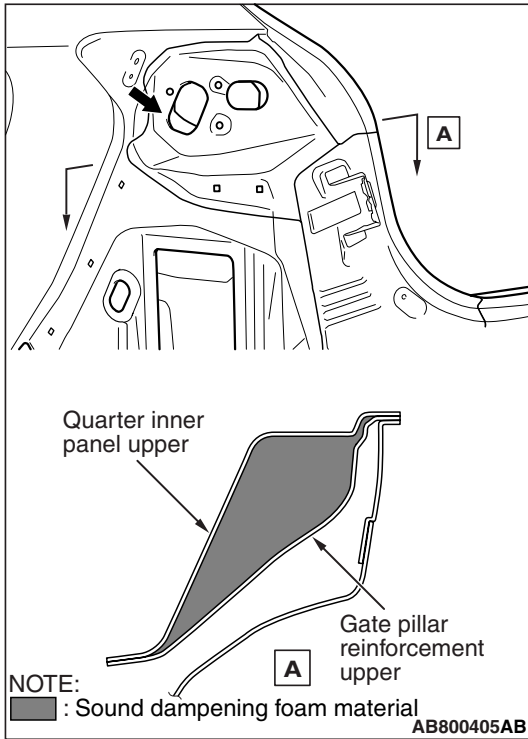 A
Quarter inner
panel upper
Gate pillar
reinforcement
upper
A
NOTE:
: Sound dampening foam material
AB800405AB